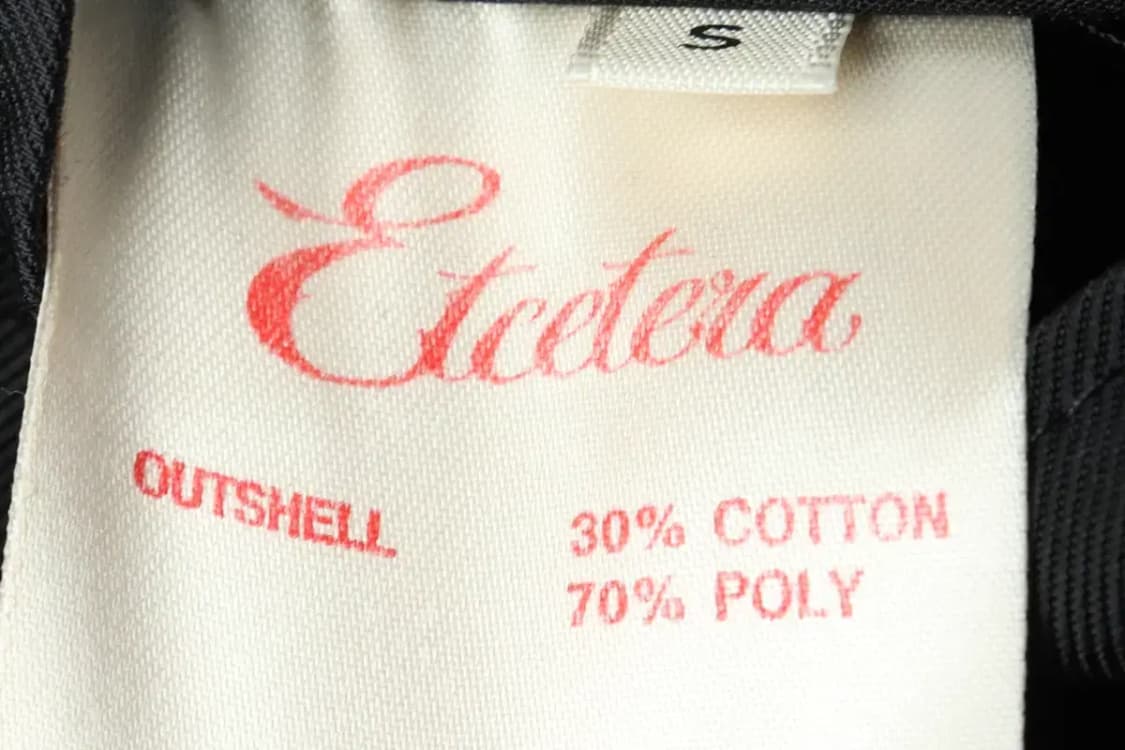 S
Etcetera
OUTSHELL
30% COTTON
70% POLY